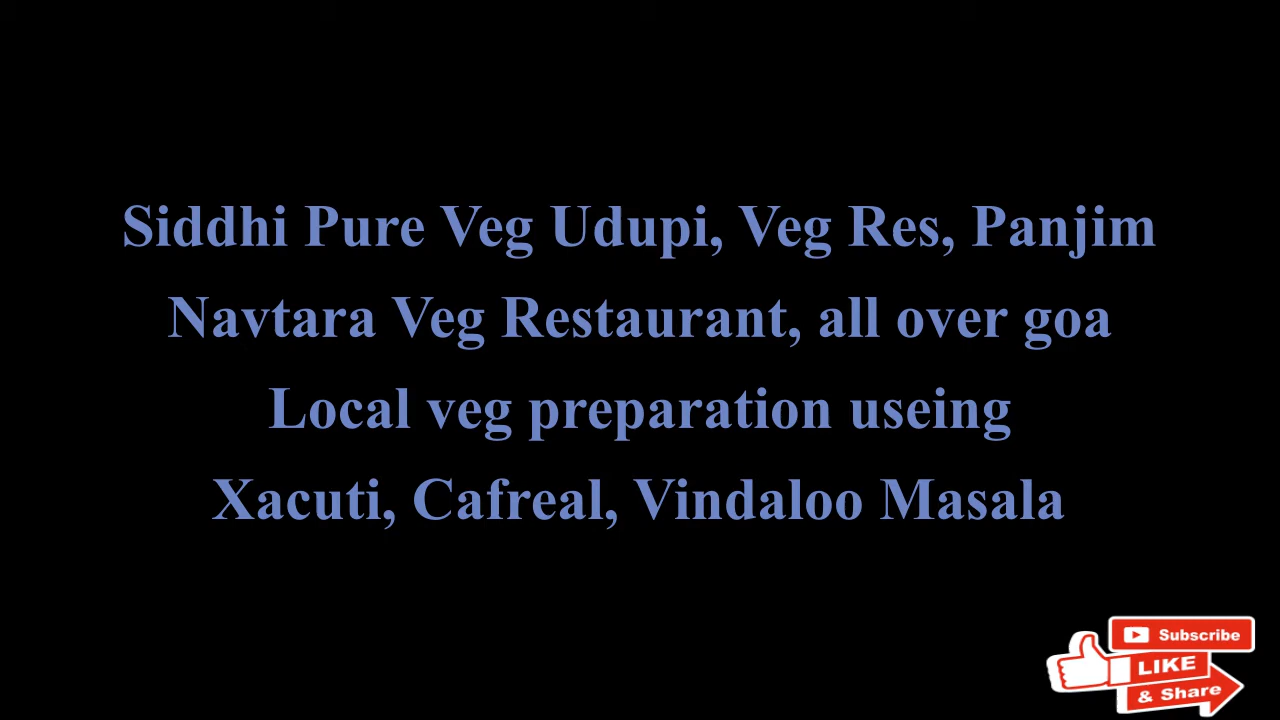 Siddhi Pure Veg Udupi, Veg Res, Panjim
Navtara Veg Restaurant, all over goa
Local veg preparation useing
Xacuti, Cafreal, Vindaloo Masala
Subscribe
LIKE
& Share